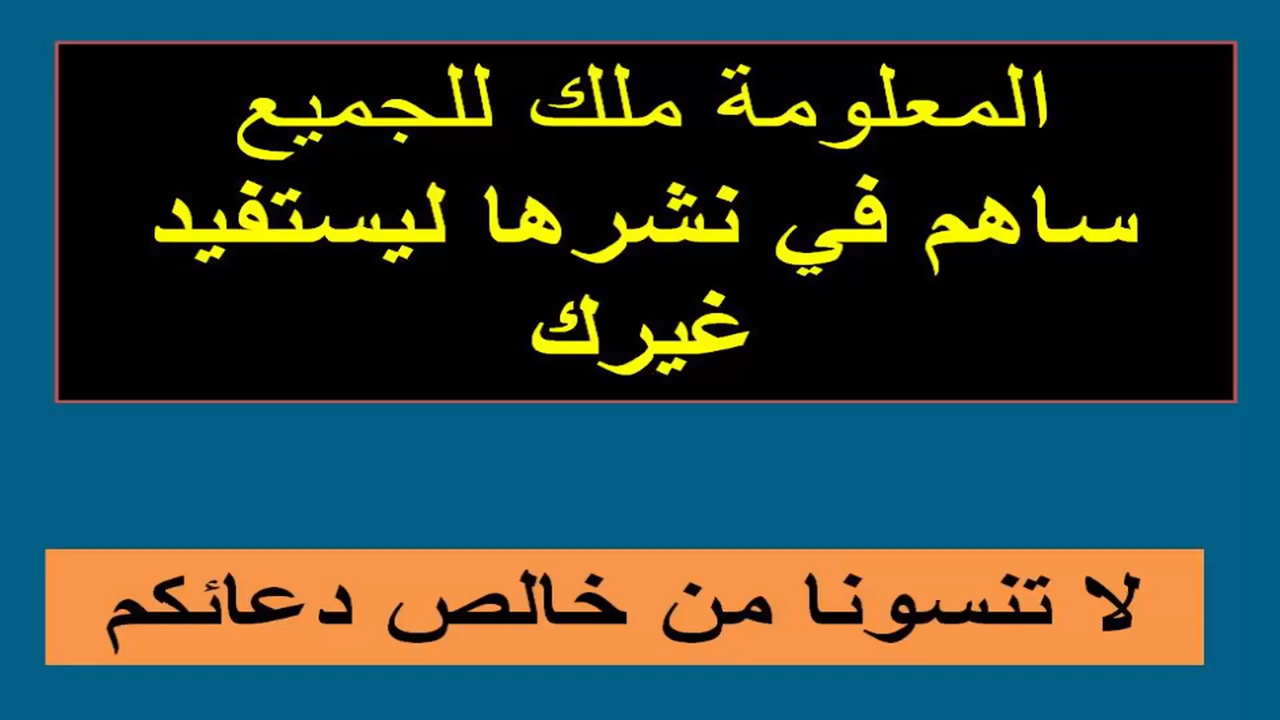 المعلومة ملك للجميع
ساهم في نشرها ليستفيد
غيرك
لا تنسونا من خالص دعائكم